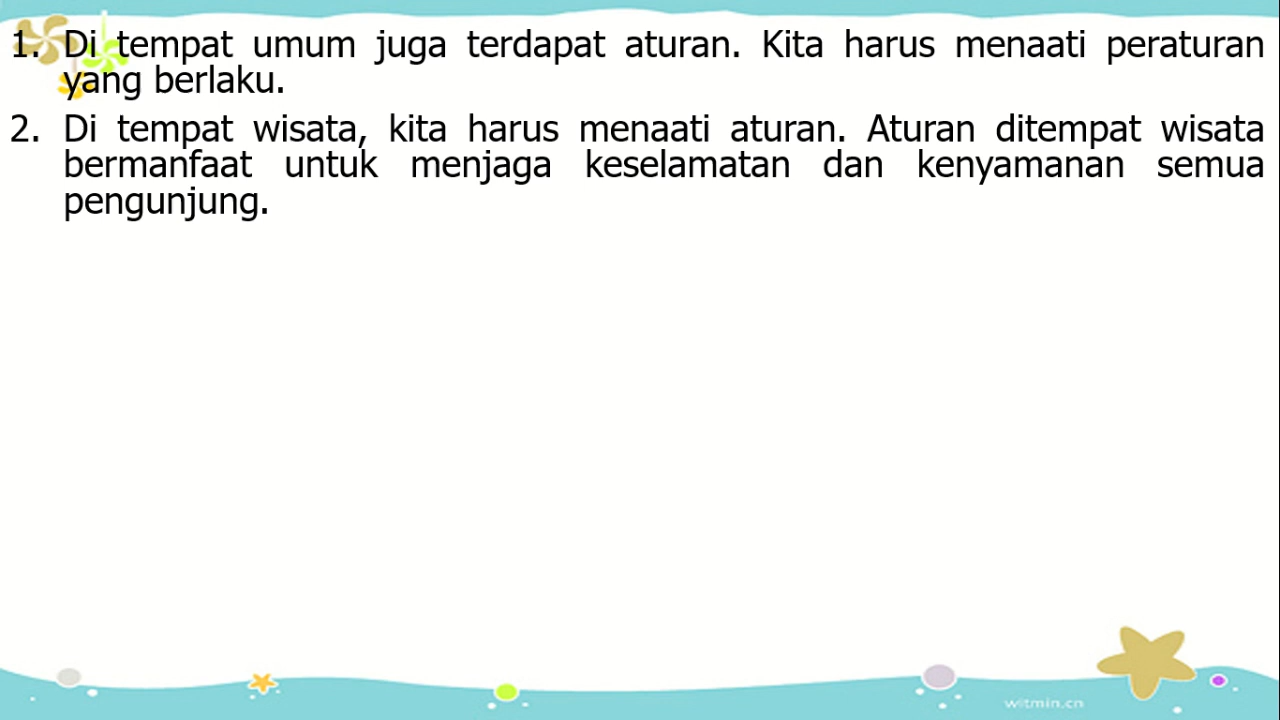 1. Di tempat umum juga terdapat aturan. Kita harus menaati peraturan
yang berlaku.
2. Di tempat wisata, kita harus menaati aturan. Aturan ditempat wisata
bermanfaat untuk menjaga keselamatan dan kenyamanan semua
pengunjung.
witmin.cn